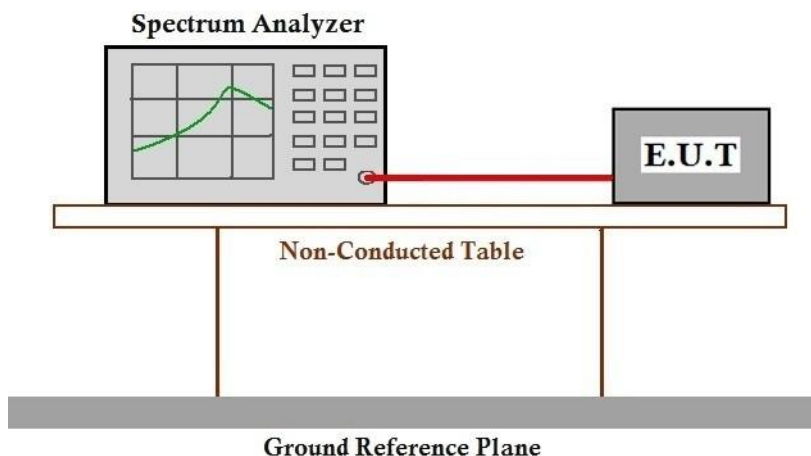 Spectrum Analyzer
E.U.T
Non-Conducted Table
Ground Reference Plane